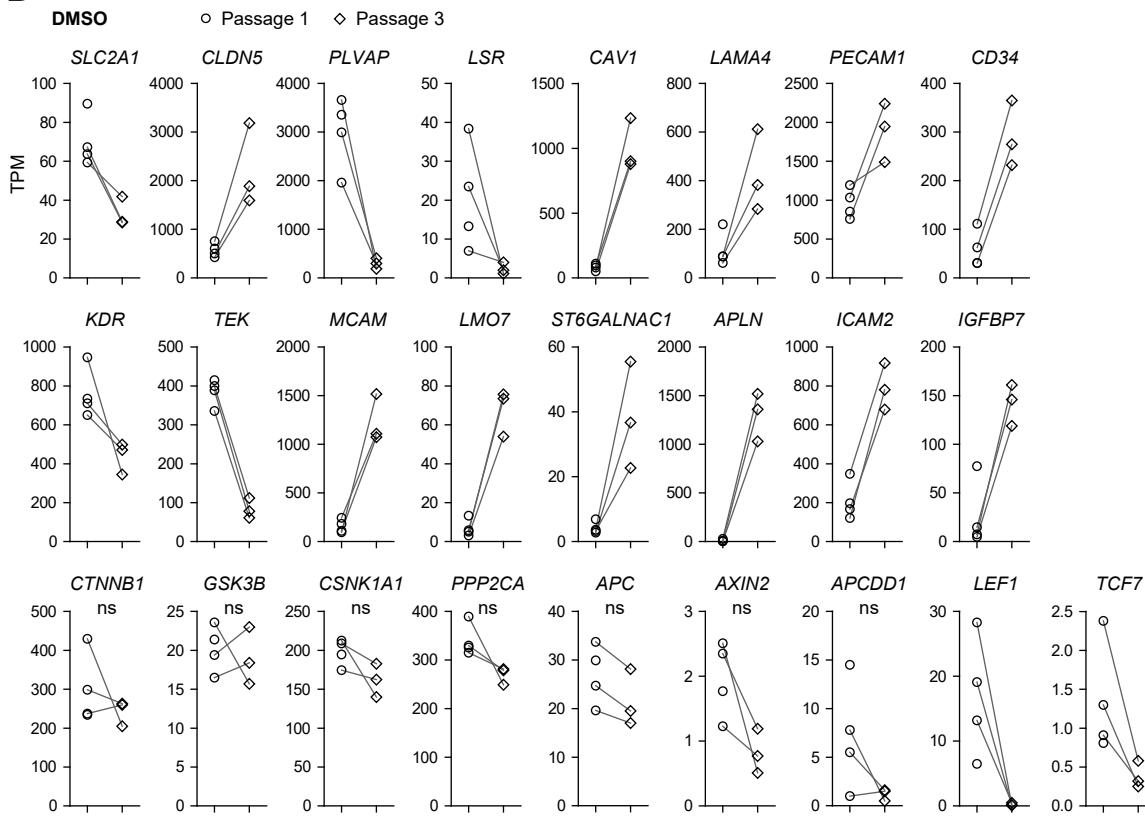 DMSO ○ Passage 1 ◇ Passage 3
SLC2A1 CLDN5 PLVAP LSR CAV1 LAMA4 PECAM1 CD34
TPM
100 80 60 40 20 0
4000 3000 2000 1000 0
4000 3000 2000 1000 0
50 40 30 20 10 0
1500 1000 500 0
800 600 400 200 0
2500 2000 1500 1000 500 0
400 300 200 100 0
KDR TEK MCAM LMO7 ST6GALNAC1 APLN ICAM2 IGFBP7
1000 800 600 400 200 0
500 400 300 200 100 0
2000 1500 1000 500 0
100 80 60 40 20 0
60 40 20 0
2000 1500 1000 500 0
1000 800 600 400 200 0
200 150 100 50 0
CTNNB1 GSK3B CSNK1A1 PPP2CA APC AXIN2 APCDD1 LEF1 TCF7
ns ns ns ns ns ns ns
500 400 300 200 100 0
25 20 15 10 5 0
250 200 150 100 50 0
400 300 200 100 0
40 30 20 10 0
3 2 1 0
20 15 10 5 0
30 20 10 0
2.5 2.0 1.5 1.0 0.5 0.0